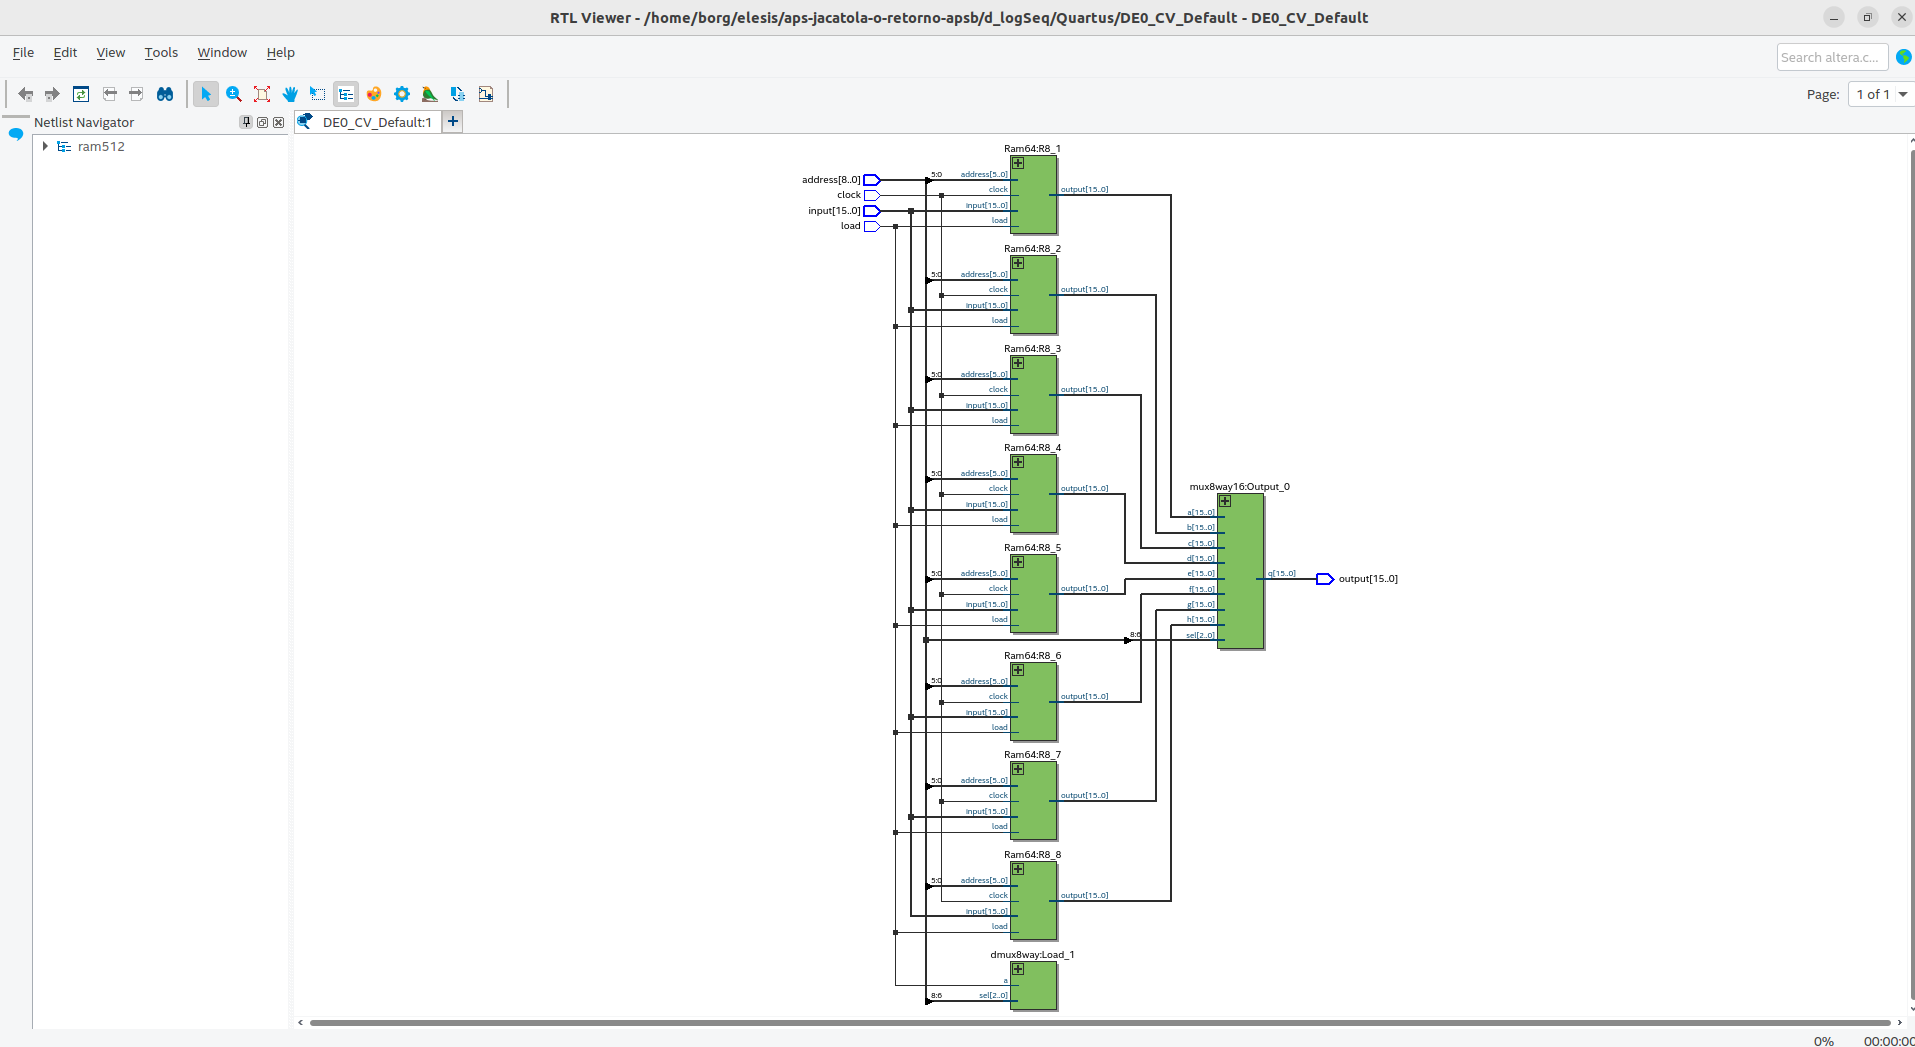 RTL Viewer - /home/borg/elesis/aps-jacatola-o-retorno-apsb/d_logSeq/Quartus/DE0_CV_Default - DE0_CV_Default
File Edit View Tools Window Help
Search altera.c...
Page: 1 of 1
Netlist Navigator
DE0_CV_Default:1
ram512
address[8..0]
clock
input[15..0]
load
Ram64:R8_1
5:0 address[5..0]
clock
input[15..0]
load
output[15..0]
Ram64:R8_2
5:0 address[5..0]
clock
input[15..0]
load
output[15..0]
Ram64:R8_3
5:0 address[5..0]
clock
input[15..0]
load
output[15..0]
Ram64:R8_4
5:0 address[5..0]
clock
input[15..0]
load
output[15..0]
Ram64:R8_5
5:0 address[5..0]
clock
input[15..0]
load
output[15..0]
Ram64:R8_6
5:0 address[5..0]
clock
input[15..0]
load
output[15..0]
Ram64:R8_7
5:0 address[5..0]
clock
input[15..0]
load
output[15..0]
Ram64:R8_8
5:0 address[5..0]
clock
input[15..0]
load
output[15..0]
dmux8way:Load_1
a
8:6 sel[2..0]
mux8way16:Output_0
a[15..0]
b[15..0]
c[15..0]
d[15..0]
e[15..0]
f[15..0]
g[15..0]
h[15..0]
8:6 sel[2..0]
q[15..0]
output[15..0]
0% 00:00:00